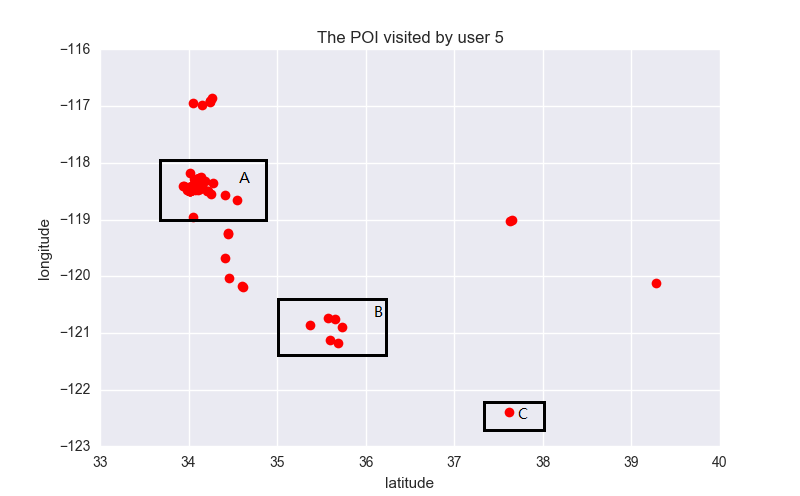 The POI visited by user 5
−116
−117
−118
−119
−120
−121
−122
−123
longitude
A
B
C
33 34 35 36 37 38 39 40
latitude